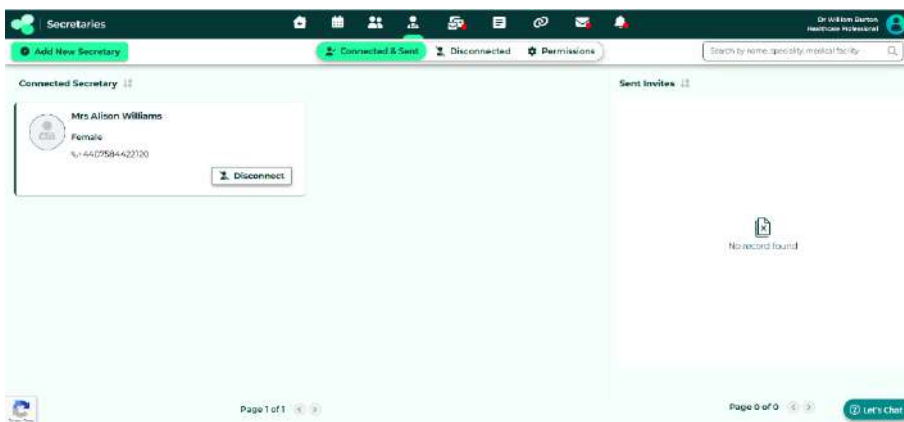 Secretaries
Dr William Burton
Healthcare Professional
Add New Secretary
Connected & Sent
Disconnected
Permissions
Search by name, speciality, medical facility
Connected Secretary
Sent Invites
Mrs Alison Williams
Female
+4407584422120
Disconnect
No record found
Page 1 of 1
Page 0 of 0
Let's Chat